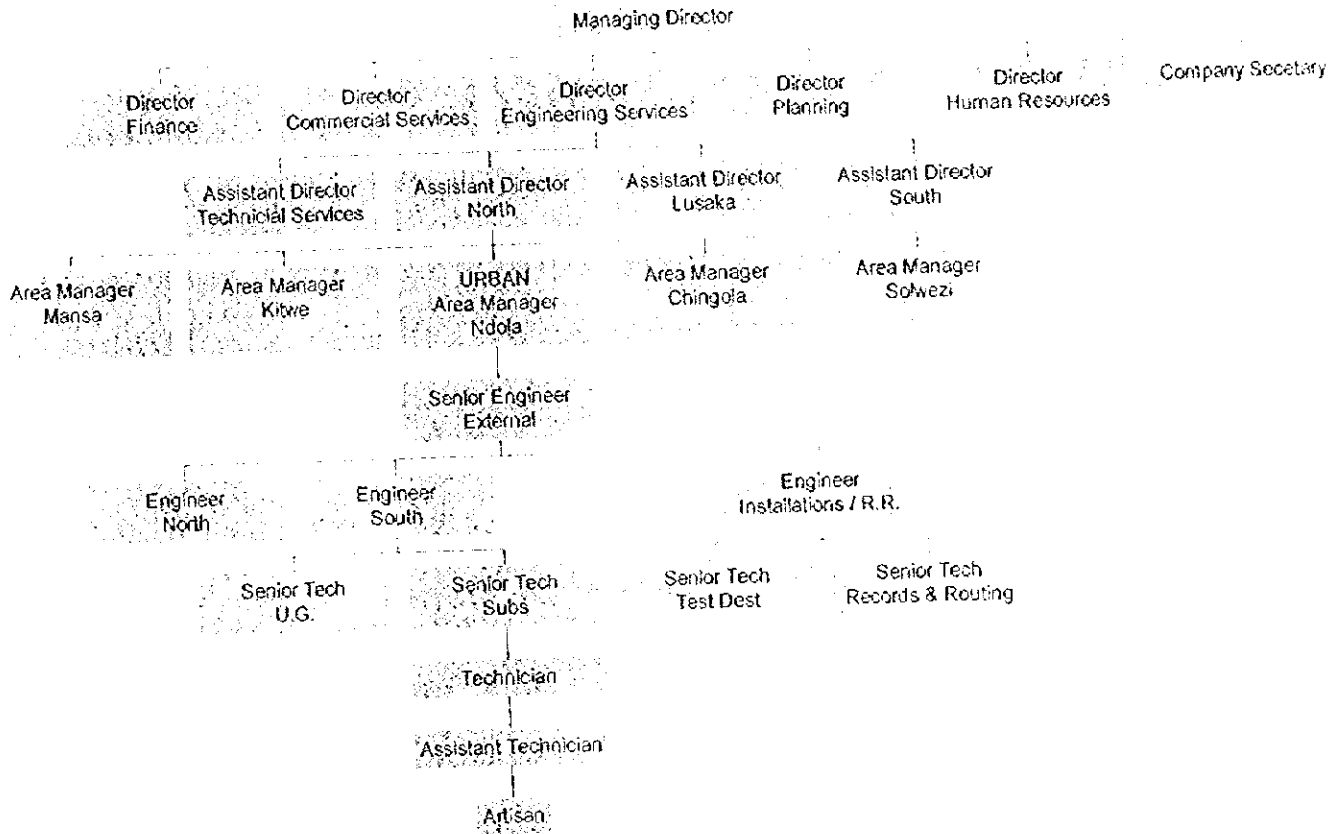 Managing Director
Director
Finance
Director
Commercial Services
Director
Engineering Services
Director
Planning
Director
Human Resources
Company Secetary
Assistant Director
Technicial Services
Assistant Director
North
Assistant Director
Lusaka
Assistant Director
South
Area Manager
Mansa
Area Manager
Kitwe
URBAN
Area Manager
Ndola
Area Manager
Chingola
Area Manager
Solwezi
Senior Engineer
External
Engineer
North
Engineer
South
Engineer
Installations / R.R.
Senior Tech
U.G.
Senior Tech
Subs
Senior Tech
Test Dest
Senior Tech
Records & Routing
Technician
Assistant Technician
Artisan